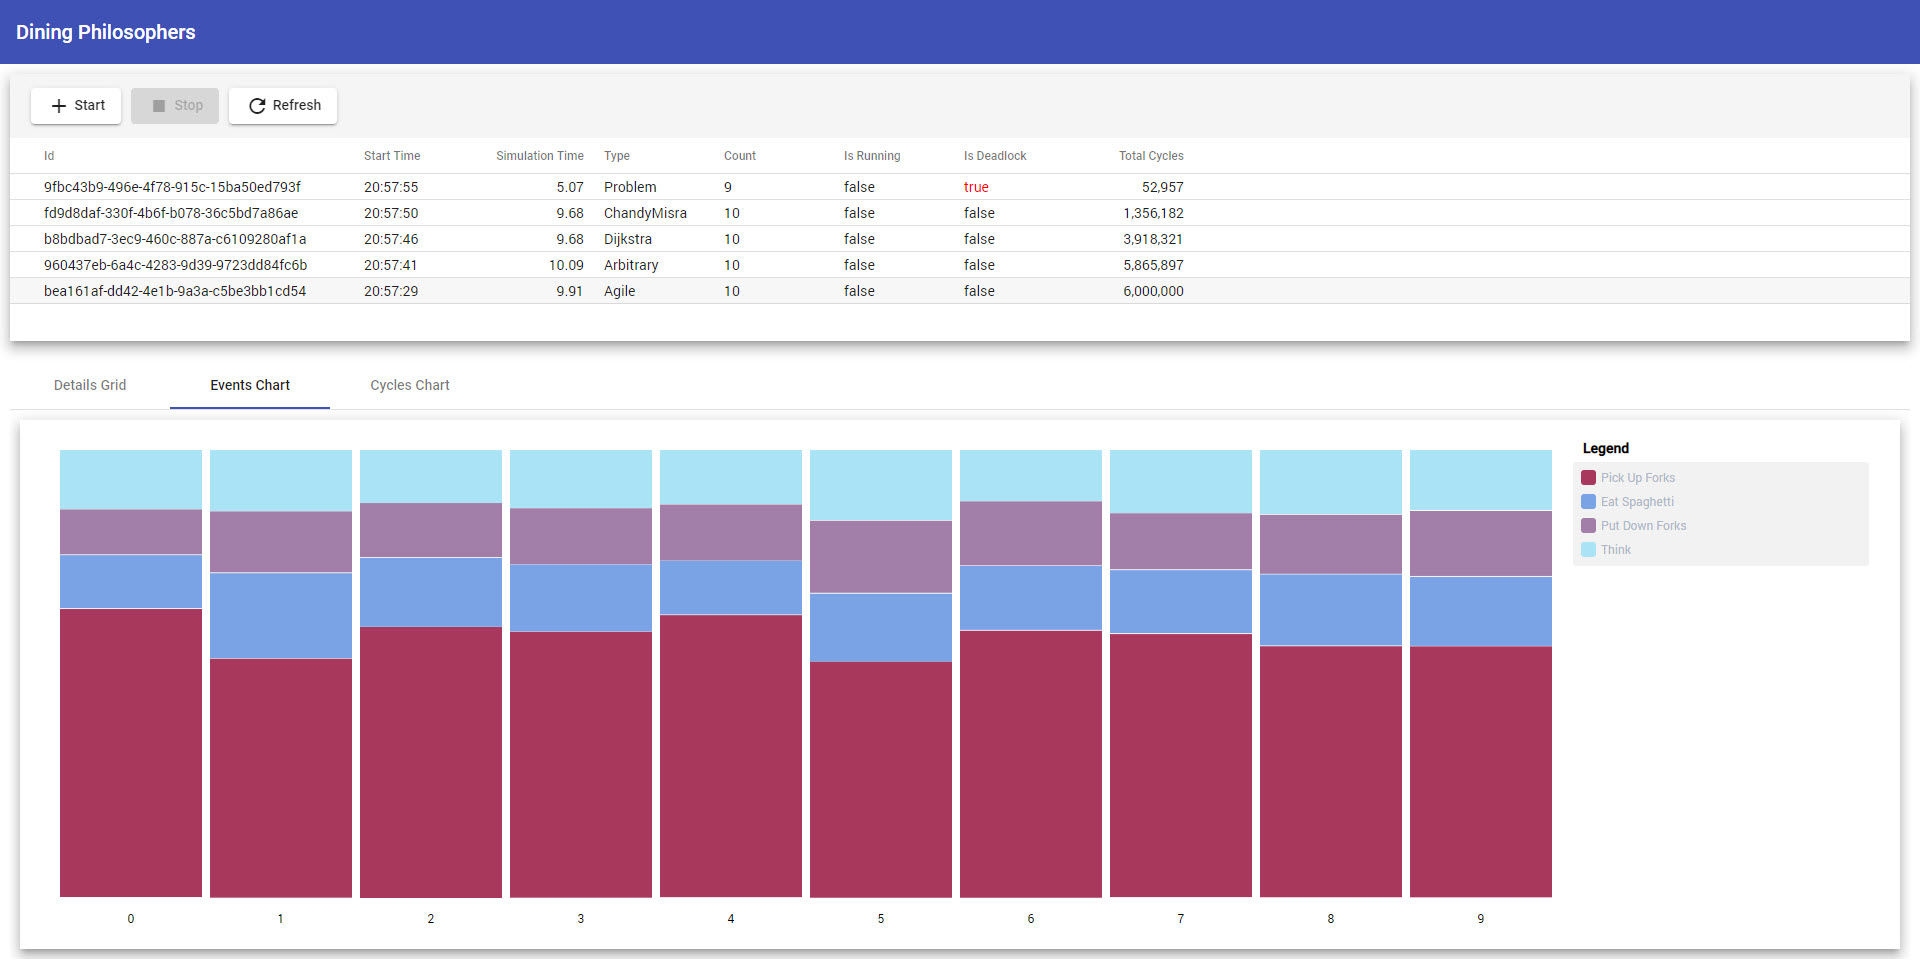 Dining Philosophers
Start Stop Refresh
Id Start Time Simulation Time Type Count Is Running Is Deadlock Total Cycles
9fbc43b9-496e-4f78-915c-15ba50ed793f 20:57:55 5.07 Problem 9 false true 52,957
fd9d8daf-330f-4b6f-b078-36c5bd7a86ae 20:57:50 9.68 ChandyMisra 10 false false 1,356,182
b8bdbad7-3ec9-460c-887a-c6109280af1a 20:57:46 9.68 Dijkstra 10 false false 3,918,321
960437eb-6a4c-4283-9d39-9723dd84fc6b 20:57:41 10.09 Arbitrary 10 false false 5,865,897
bea161af-dd42-4e1b-9a3a-c5be3bb1cd54 20:57:29 9.91 Agile 10 false false 6,000,000
Details Grid Events Chart Cycles Chart
Legend
Pick Up Forks
Eat Spaghetti
Put Down Forks
Think
0 1 2 3 4 5 6 7 8 9